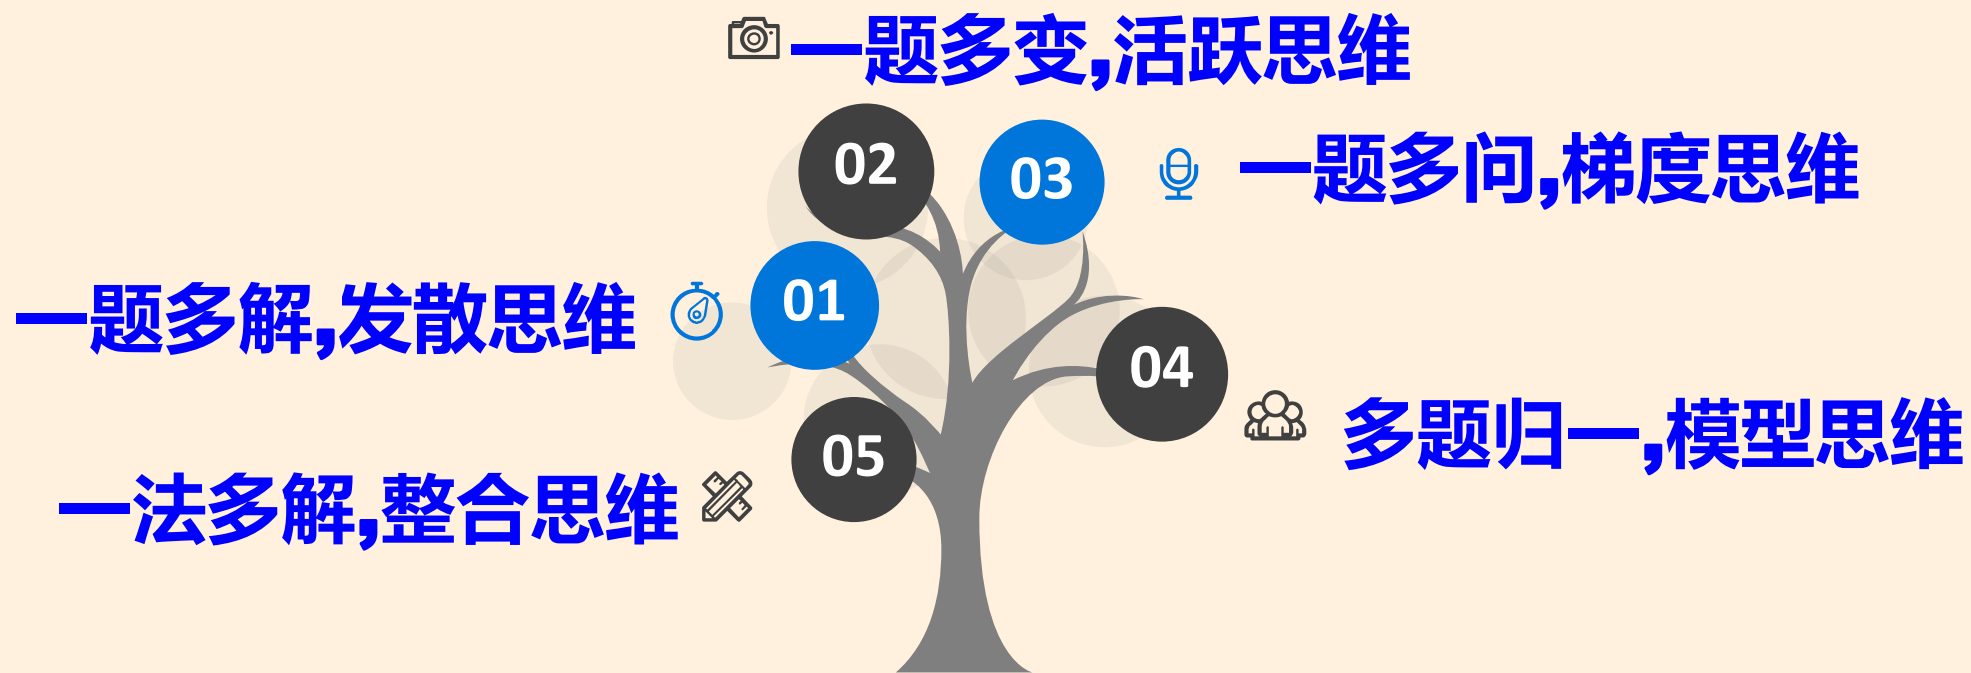 一题多变,活跃思维
02
03
一题多问,梯度思维
一题多解,发散思维
01
04
多题归一,模型思维
05
一法多解,整合思维